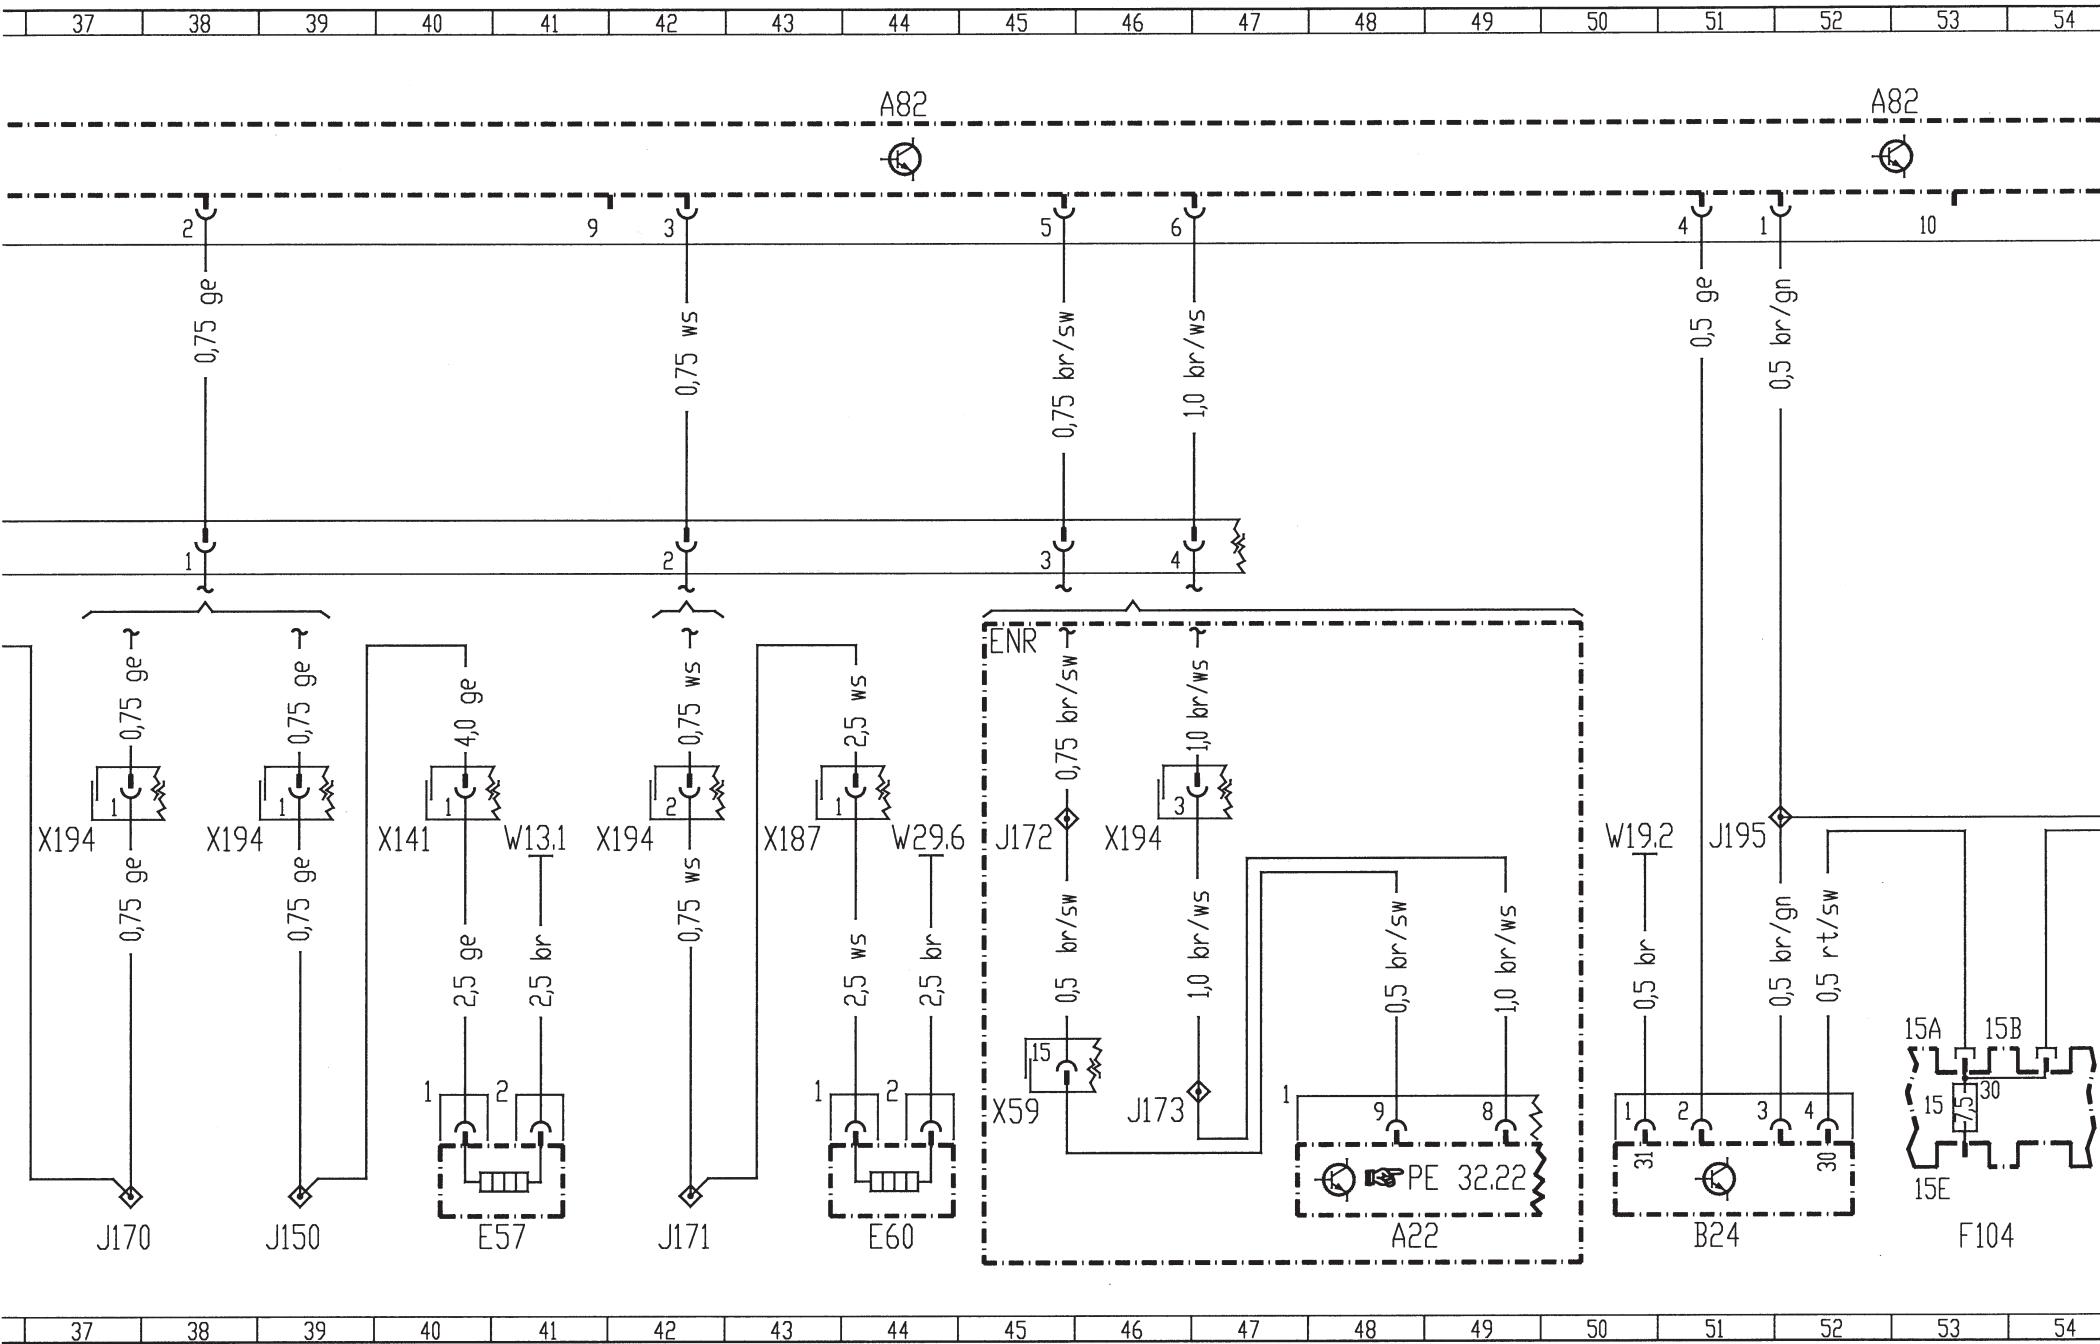 37 38 39 40 41 42 43 44 45 46 47 48 49 50 51 52 53 54
A82 A82
2 9 3 5 6 4 1 10
0,75 ge
0,75 ws
0,75 br/sw
1,0 br/ws
0,5 ge
0,5 br/gn
1 2 3 4
ENR
0,75 ge
0,75 ge
4,0 ge
0,75 ws
2,5 ws
0,75 br/sw
1,0 br/ws
1 1 1 2 1 3
X194 X194 X141 W13.1 X194 X187 W29.6 J172 X194 W19.2 J195
0,75 ge
0,75 ge
2,5 ge
2,5 br
0,75 ws
2,5 ws
2,5 br
0,5 br/sw
1,0 br/ws
0,5 br/sw
1,0 br/ws
0,5 br
0,5 br/gn
0,5 rt/sw
15A 15B
15
1 2 1 2 X59 J173 1 9 8 1 2 3 4 15 7,5 30
31 30
PE 32.22
15E
J170 J150 E57 J171 E60 A22 B24 F104
37 38 39 40 41 42 43 44 45 46 47 48 49 50 51 52 53 54